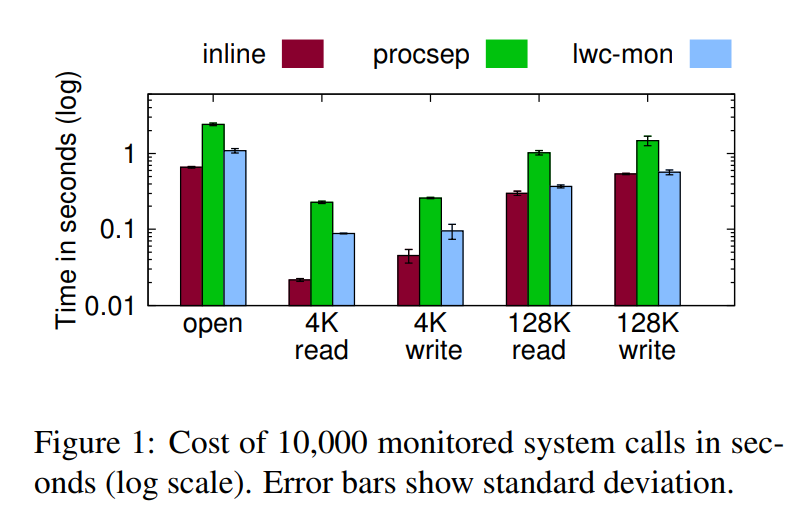 inline procsep lwc-mon
Time in seconds (log)
1
0.1
0.01
open 4K 4K 128K 128K
read write read write
Figure 1: Cost of 10,000 monitored system calls in sec-
onds (log scale). Error bars show standard deviation.